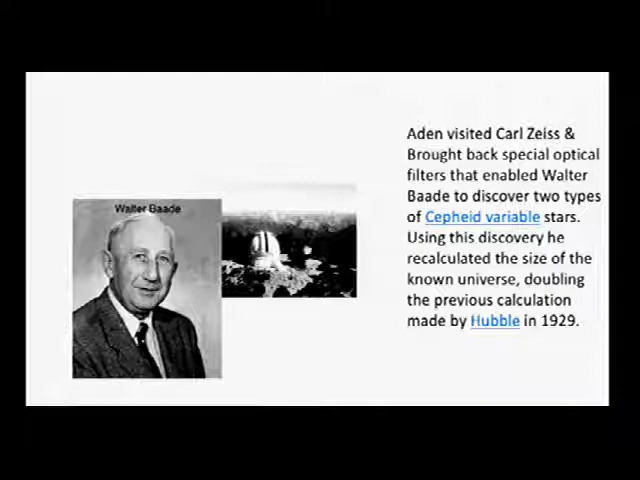 Walter Baade
Aden visited Carl Zeiss &
Brought back special optical
filters that enabled Walter
Baade to discover two types
of Cepheid variable stars.
Using this discovery he
recalculated the size of the
known universe, doubling
the previous calculation
made by Hubble in 1929.